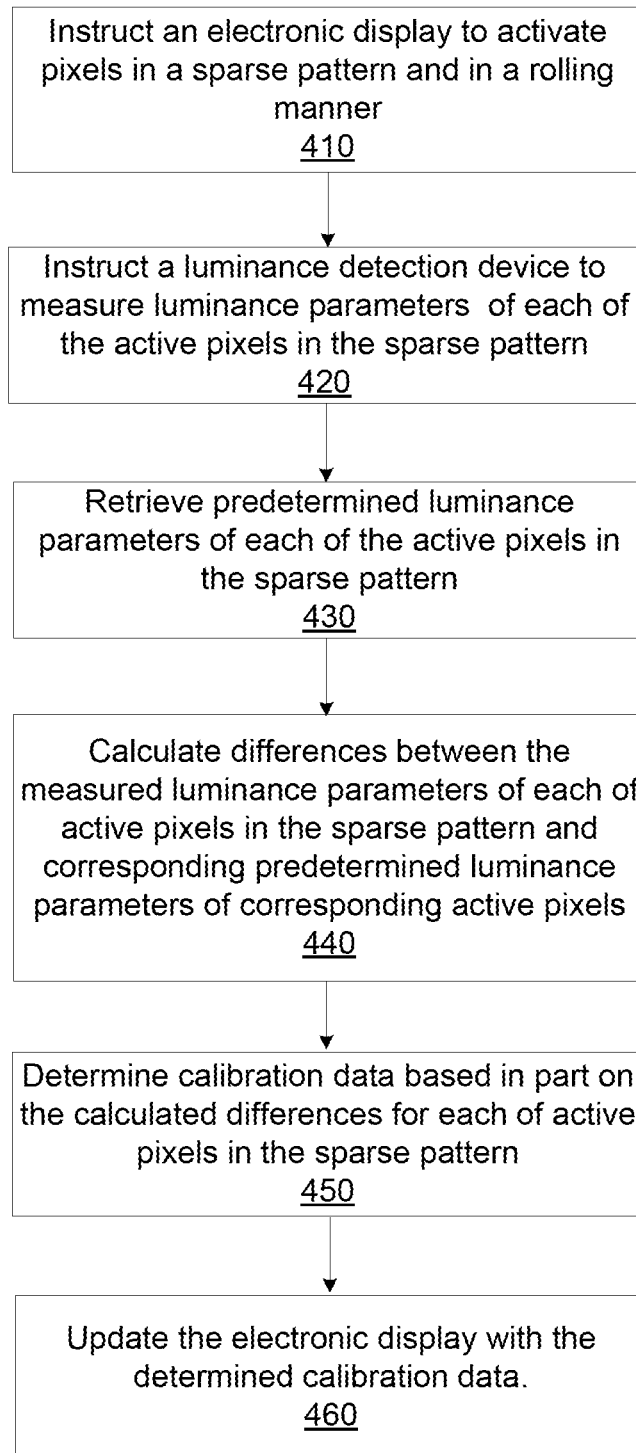 Instruct an electronic display to activate
pixels in a sparse pattern and in a rolling
manner
410
Instruct a luminance detection device to
measure luminance parameters of each of
the active pixels in the sparse pattern
420
Retrieve predetermined luminance
parameters of each of the active pixels in
the sparse pattern
430
Calculate differences between the
measured luminance parameters of each of
active pixels in the sparse pattern and
corresponding predetermined luminance
parameters of corresponding active pixels
440
Determine calibration data based in part on
the calculated differences for each of active
pixels in the sparse pattern
450
Update the electronic display with the
determined calibration data.
460